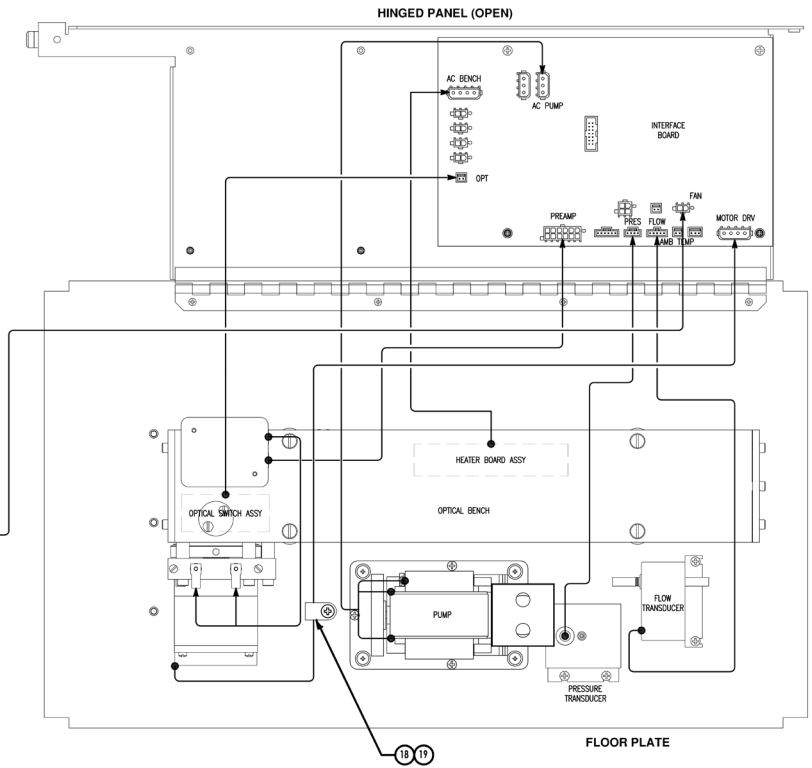 HINGED PANEL (OPEN)
AC BENCH
AC PUMP
INTERFACE
BOARD
OPT
FAN
PREAMP
PRES FLOW
MOTOR DRV
AMB TEMP
HEATER BOARD ASSY
OPTICAL SWITCH ASSY
OPTICAL BENCH
FLOW
TRANSDUCER
PUMP
PRESSURE
TRANSDUCER
FLOOR PLATE
18 19